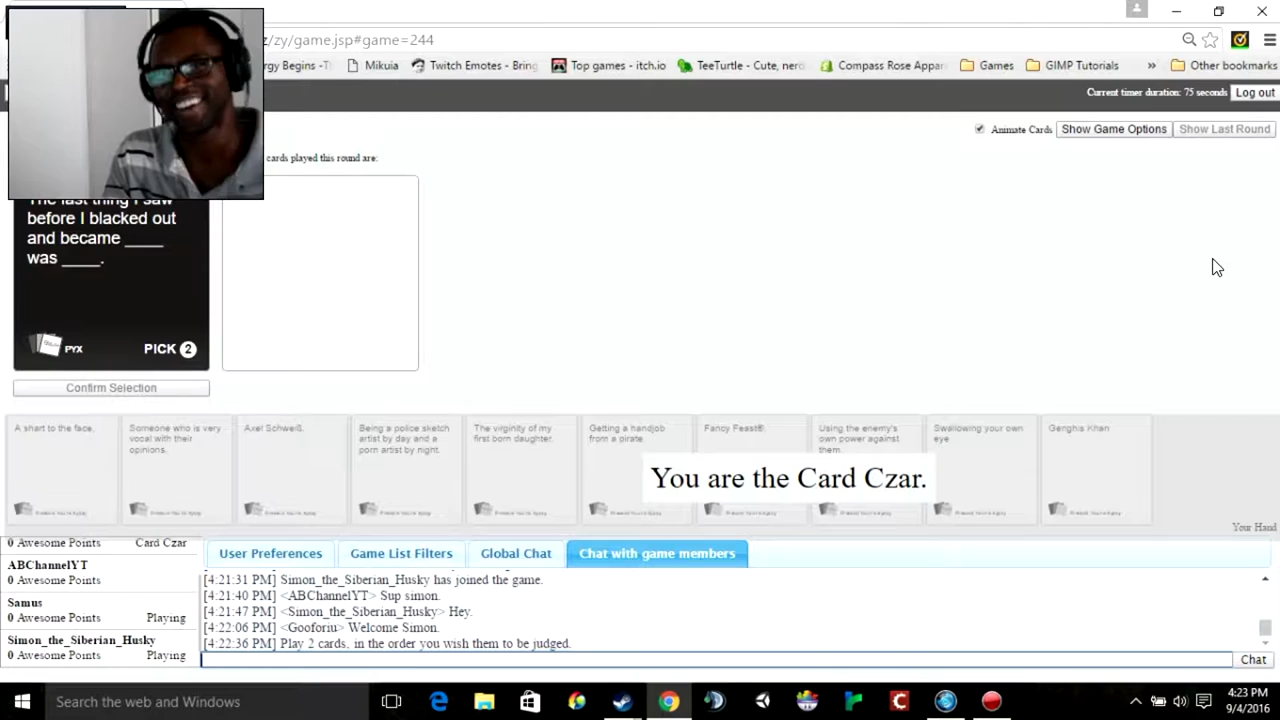 z/zy/game.jsp#game=244
rgy Begins -T
Mikuia
Twitch Emotes - Bring
Top games - itch.io
TeeTurtle - Cute, nerd
Compass Rose Appar
Games
GIMP Tutorials
»
Other bookmarks
Current timer duration: 75 seconds
Log out
Animate Cards
Show Game Options
Show Last Round
cards played this round are:
The last thing I saw
before I blacked out
and became ____
was ____.
PYX
PICK 2
Confirm Selection
A shart to the face.
Someone who is very
vocal with their
opinions.
Axel Schweiß.
Being a police sketch
artist by day and a
porn artist by night.
The virginity of my
first born daughter.
Getting a handjob
from a pirate.
Fancy Feast®.
Using the enemy's
own power against
them.
Swallowing your own
eye
Genghis Khan
You are the Card Czar.
Your Hand
0 Awesome Points Card Czar
ABChannelYT
0 Awesome Points
Samus
0 Awesome Points Playing
Simon_the_Siberian_Husky
0 Awesome Points Playing
User Preferences
Game List Filters
Global Chat
Chat with game members
[4:21:31 PM] Simon_the_Siberian_Husky has joined the game.
[4:21:40 PM] <ABChannelYT> Sup simon.
[4:21:47 PM] <Simon_the_Siberian_Husky> Hey.
[4:22:06 PM] <Gooforiu> Welcome Simon.
[4:22:36 PM] Play 2 cards, in the order you wish them to be judged.
Chat
Search the web and Windows
4:23 PM
9/4/2016